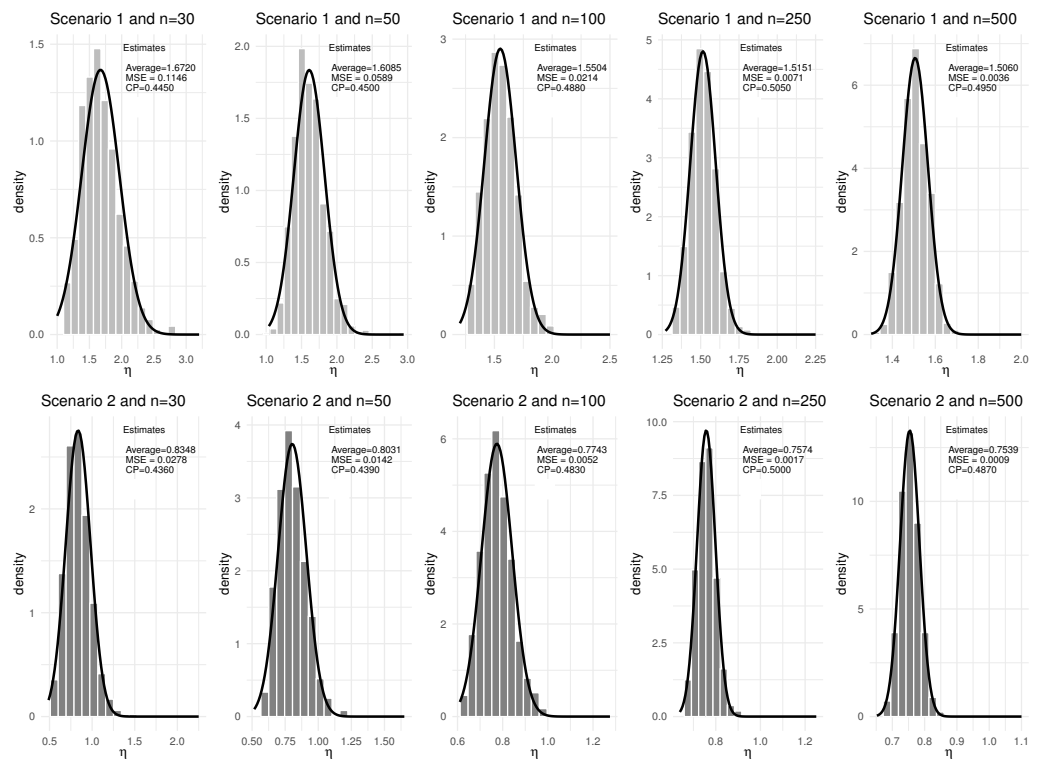 Scenario 1 and n=30
Estimates
Average=1.6720
MSE = 0.1146
CP=0.4450
density
1.5
1.0
0.5
0.0
1.0 1.5 2.0 2.5 3.0
η
Scenario 1 and n=50
Estimates
Average=1.6085
MSE = 0.0589
CP=0.4500
density
2.0
1.5
1.0
0.5
0.0
1.0 1.5 2.0 2.5 3.0
η
Scenario 1 and n=100
Estimates
Average=1.5504
MSE = 0.0214
CP=0.4880
density
3
2
1
0
1.5 2.0 2.5
η
Scenario 1 and n=250
Estimates
Average=1.5151
MSE = 0.0071
CP=0.5050
density
5
4
3
2
1
0
1.25 1.50 1.75 2.00 2.25
η
Scenario 1 and n=500
Estimates
Average=1.5060
MSE = 0.0036
CP=0.4950
density
6
4
2
0
1.4 1.6 1.8 2.0
η
Scenario 2 and n=30
Estimates
Average=0.8348
MSE = 0.0278
CP=0.4360
density
2
1
0
0.5 1.0 1.5 2.0
η
Scenario 2 and n=50
Estimates
Average=0.8031
MSE = 0.0142
CP=0.4390
density
4
3
2
1
0
0.50 0.75 1.00 1.25 1.50
η
Scenario 2 and n=100
Estimates
Average=0.7743
MSE = 0.0052
CP=0.4830
density
6
4
2
0
0.6 0.8 1.0 1.2
η
Scenario 2 and n=250
Estimates
Average=0.7574
MSE = 0.0017
CP=0.5000
density
10.0
7.5
5.0
2.5
0.0
0.8 1.0 1.2
η
Scenario 2 and n=500
Estimates
Average=0.7539
MSE = 0.0009
CP=0.4870
density
10
5
0
0.7 0.8 0.9 1.0 1.1
η